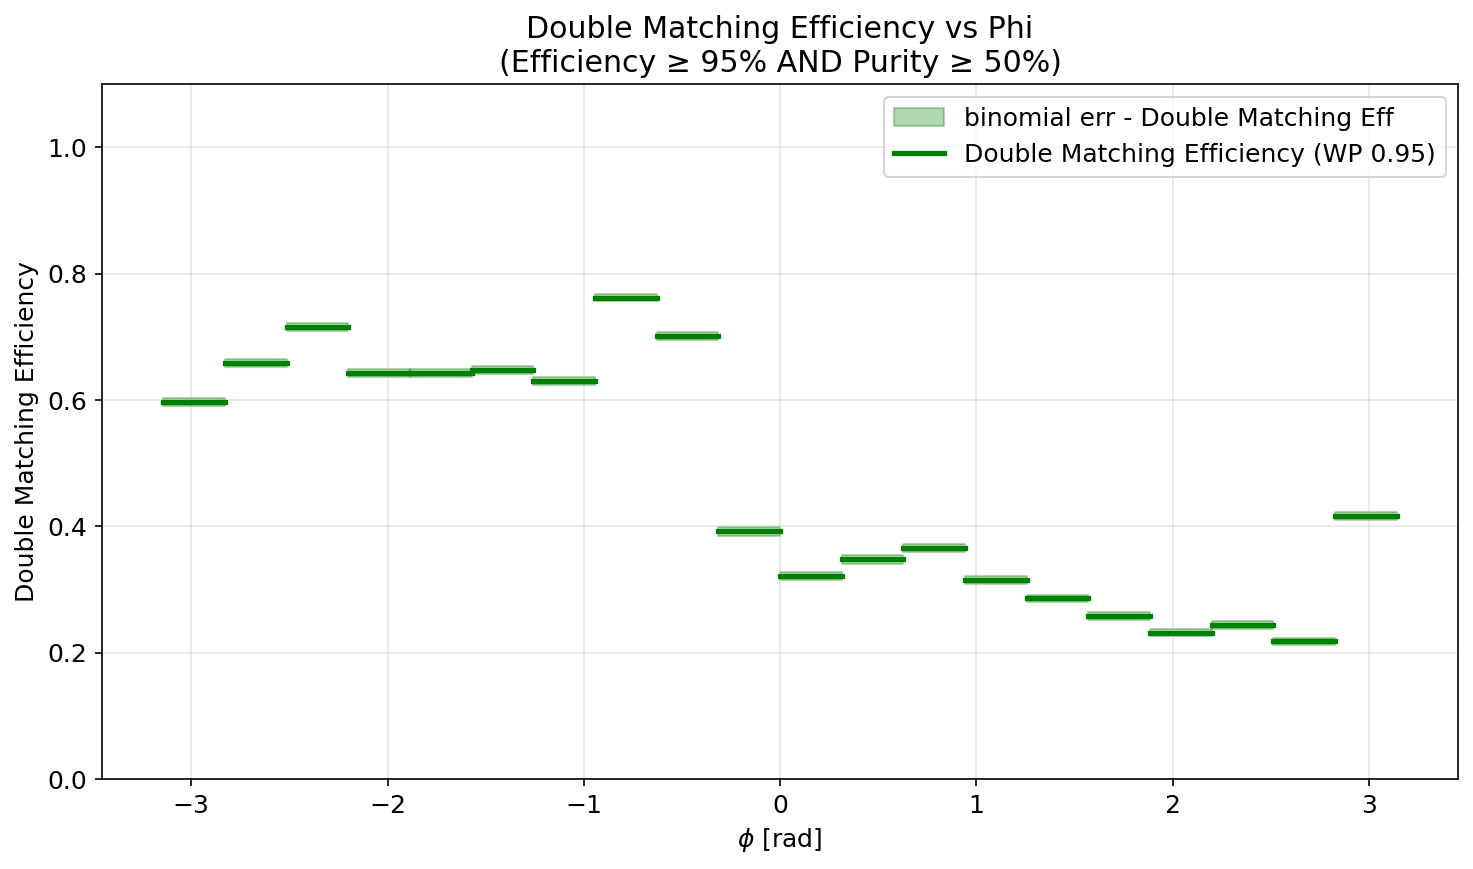 Double Matching Efficiency vs Phi
(Efficiency ≥ 95% AND Purity ≥ 50%)
binomial err - Double Matching Eff
Double Matching Efficiency (WP 0.95)
Double Matching Efficiency
1.0
0.8
0.6
0.4
0.2
0.0
−3
−2
−1
0
1
2
3
ϕ [rad]